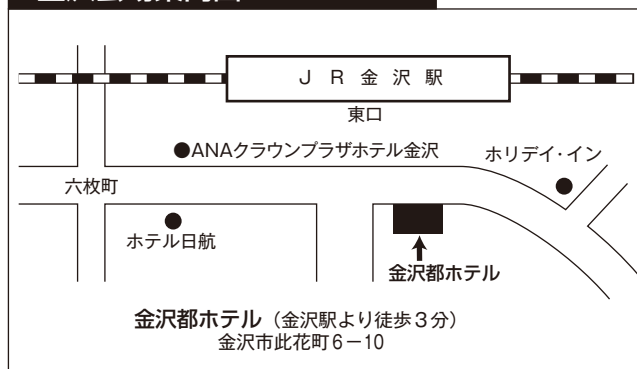 JR金沢駅
東口
●ANAクラウンプラザホテル金沢
ホリデイ・イン
六枚町
ホテル日航
金沢都ホテル
金沢都ホテル（金沢駅より徒歩３分）
金沢市此花町６－10